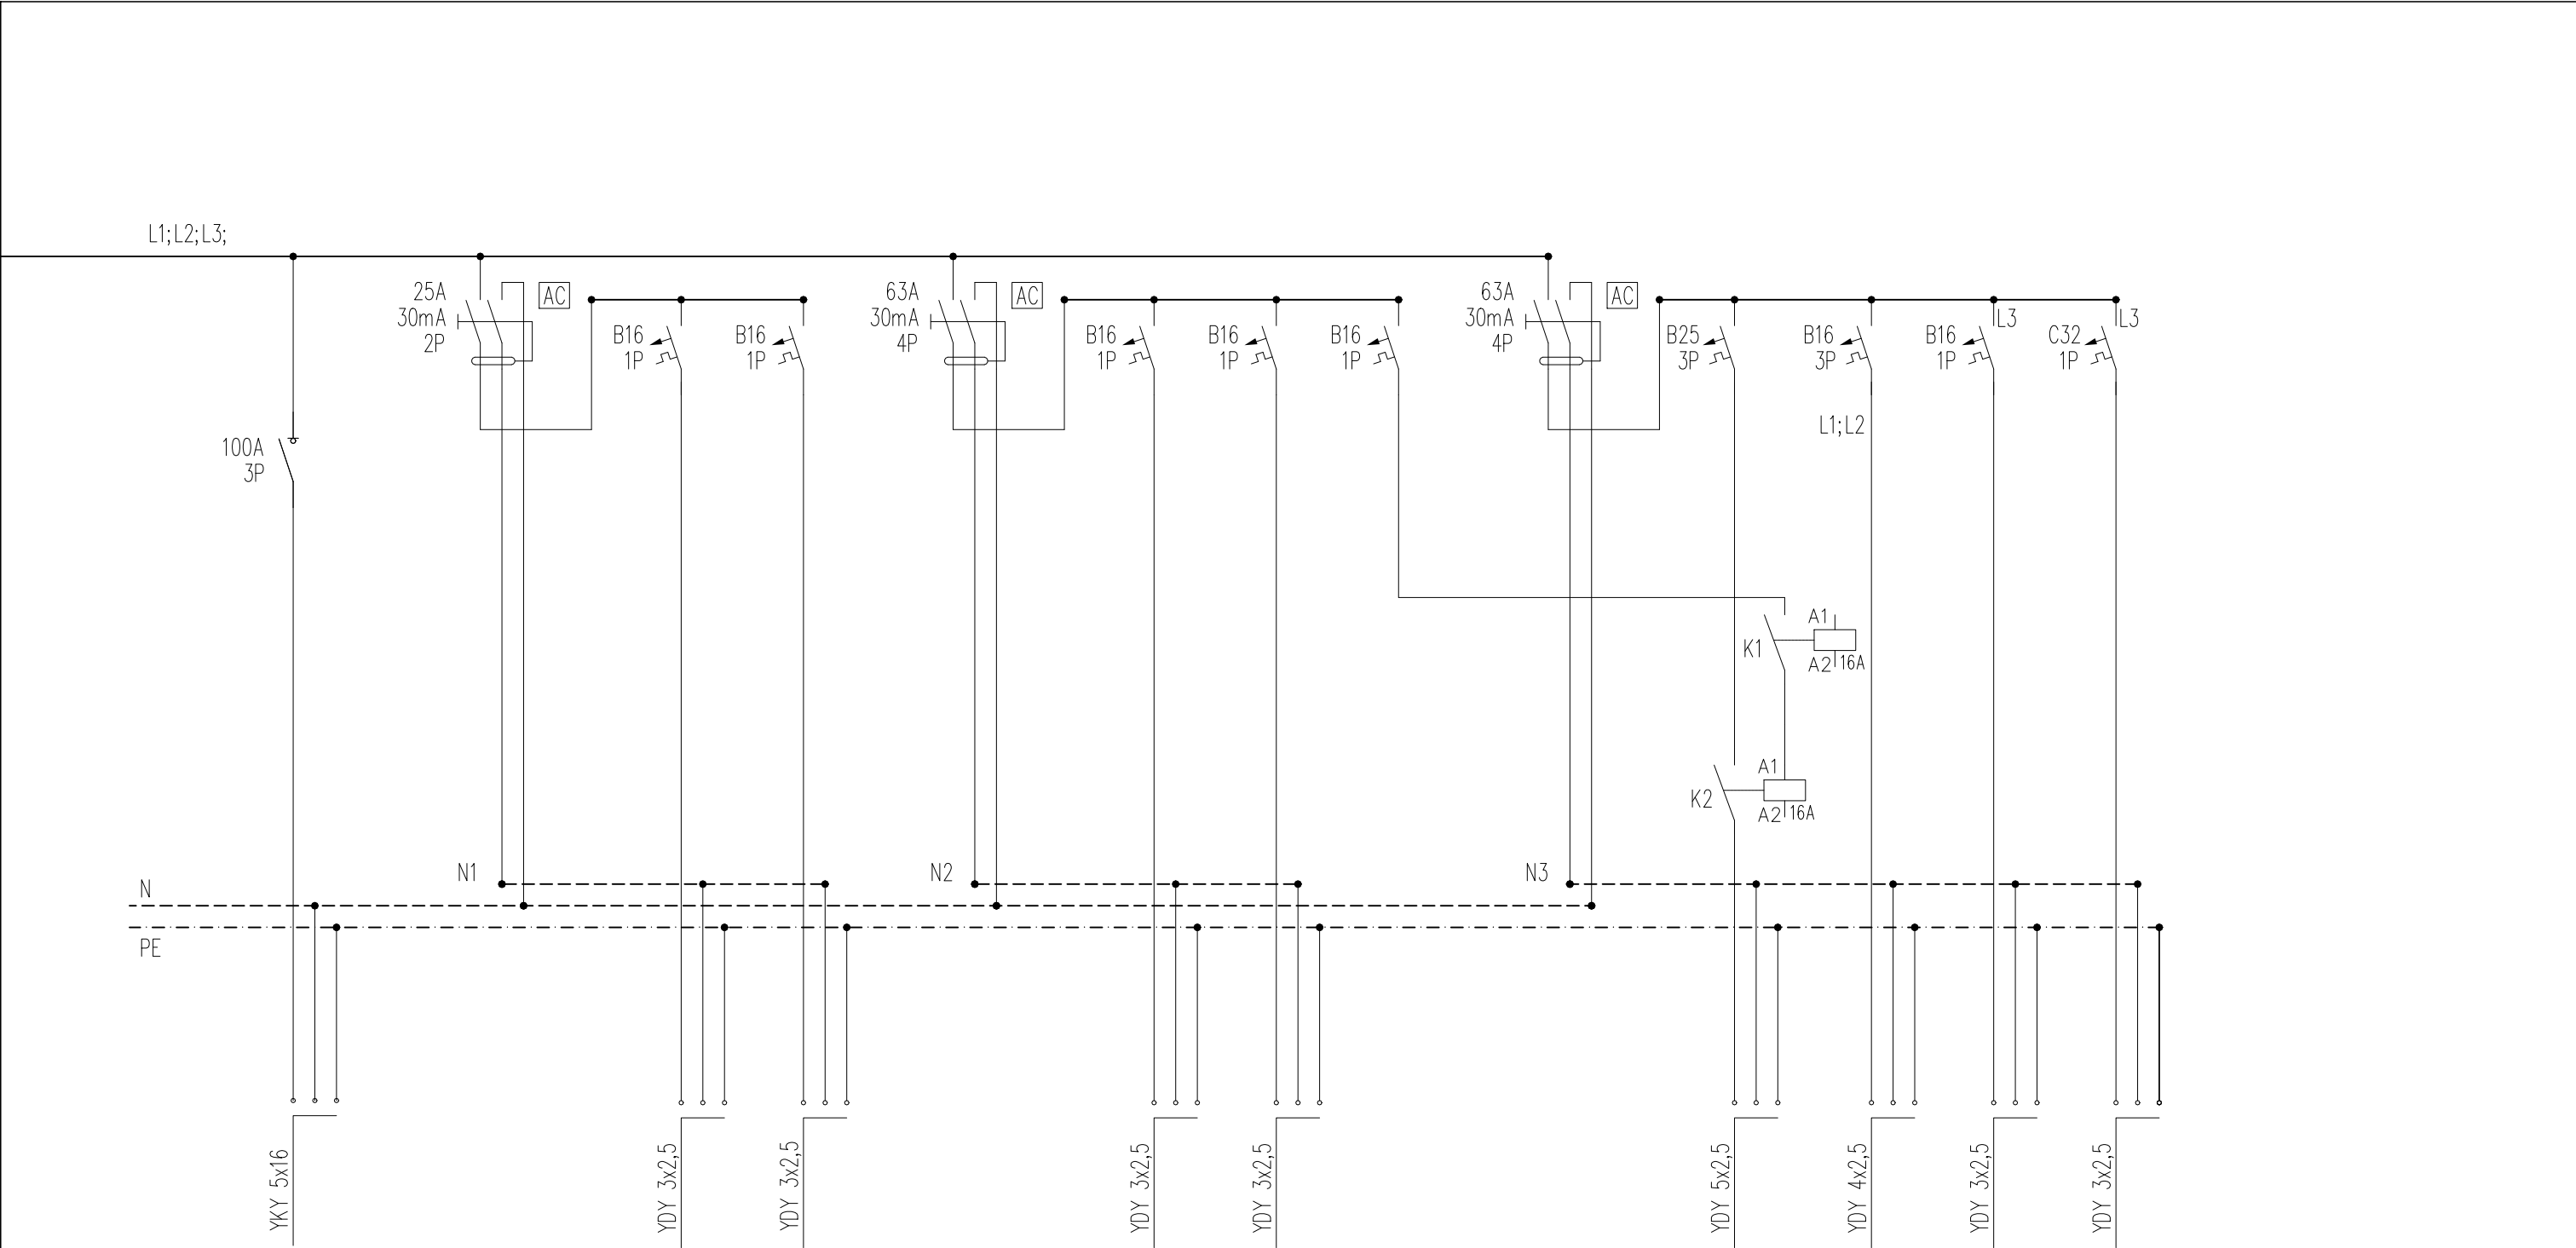 L1;L2;L3;
100A
3P
25A
30mA
2P
AC
B16
1P
B16
1P
63A
30mA
4P
AC
B16
1P
B16
1P
B16
1P
63A
30mA
4P
AC
B25
3P
B16
3P
L1;L2
L3
B16
1P
L3
C32
1P
K1
A1
A2
16A
K2
A1
A2
16A
N1
N2
N3
N
PE
YKY 5x16
YDY 3x2,5
YDY 3x2,5
YDY 3x2,5
YDY 3x2,5
YDY 5x2,5
YDY 4x2,5
YDY 3x2,5
YDY 3x2,5